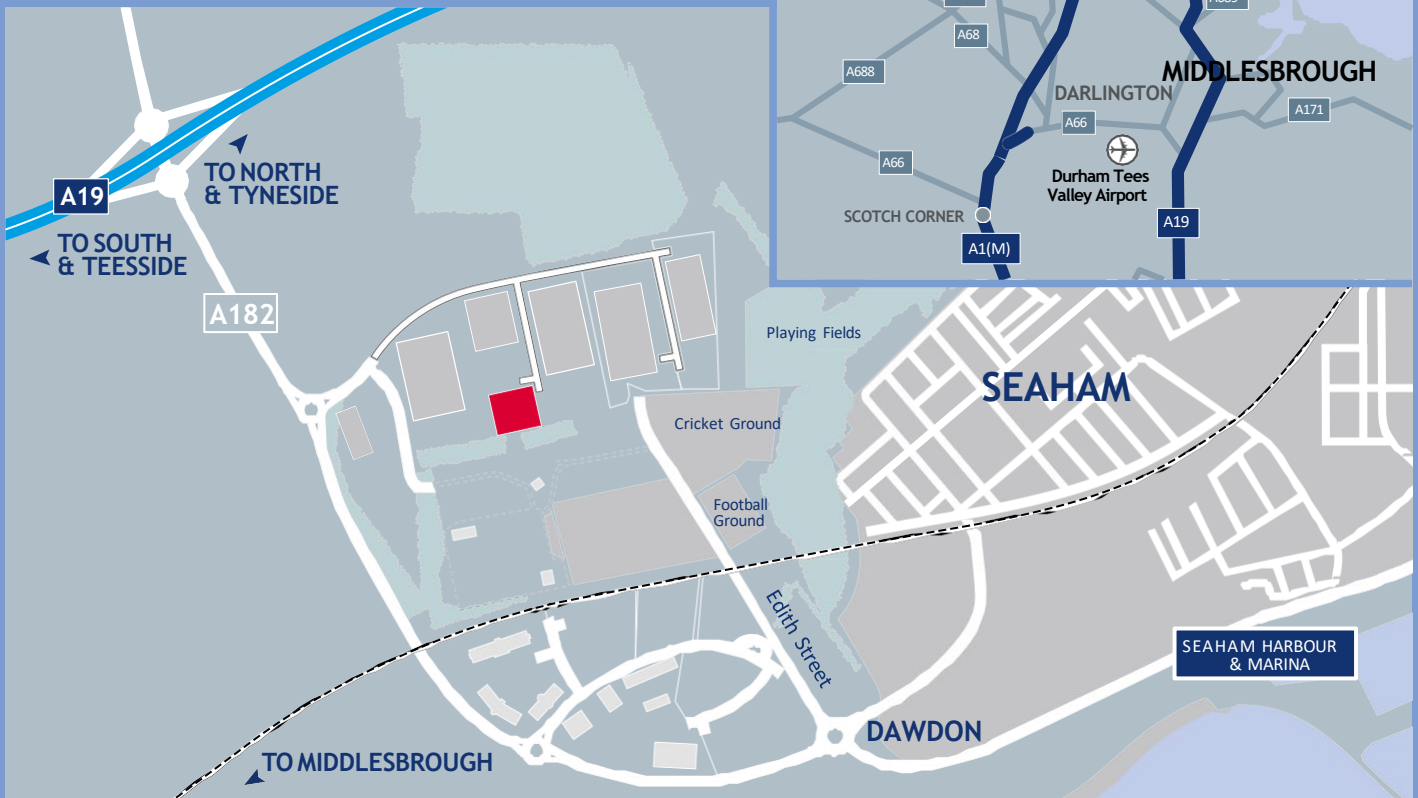 A68
A688
MIDDLESBROUGH
DARLINGTON
A171
A66
A66
Durham Tees
Valley Airport
SCOTCH CORNER
A19
A1(M)
TO NORTH
& TYNESIDE
A19
TO SOUTH
& TEESSIDE
A182
Playing Fields
SEAHAM
Cricket Ground
Football
Ground
Edith Street
SEAHAM HARBOUR
& MARINA
DAWDON
TO MIDDLESBROUGH